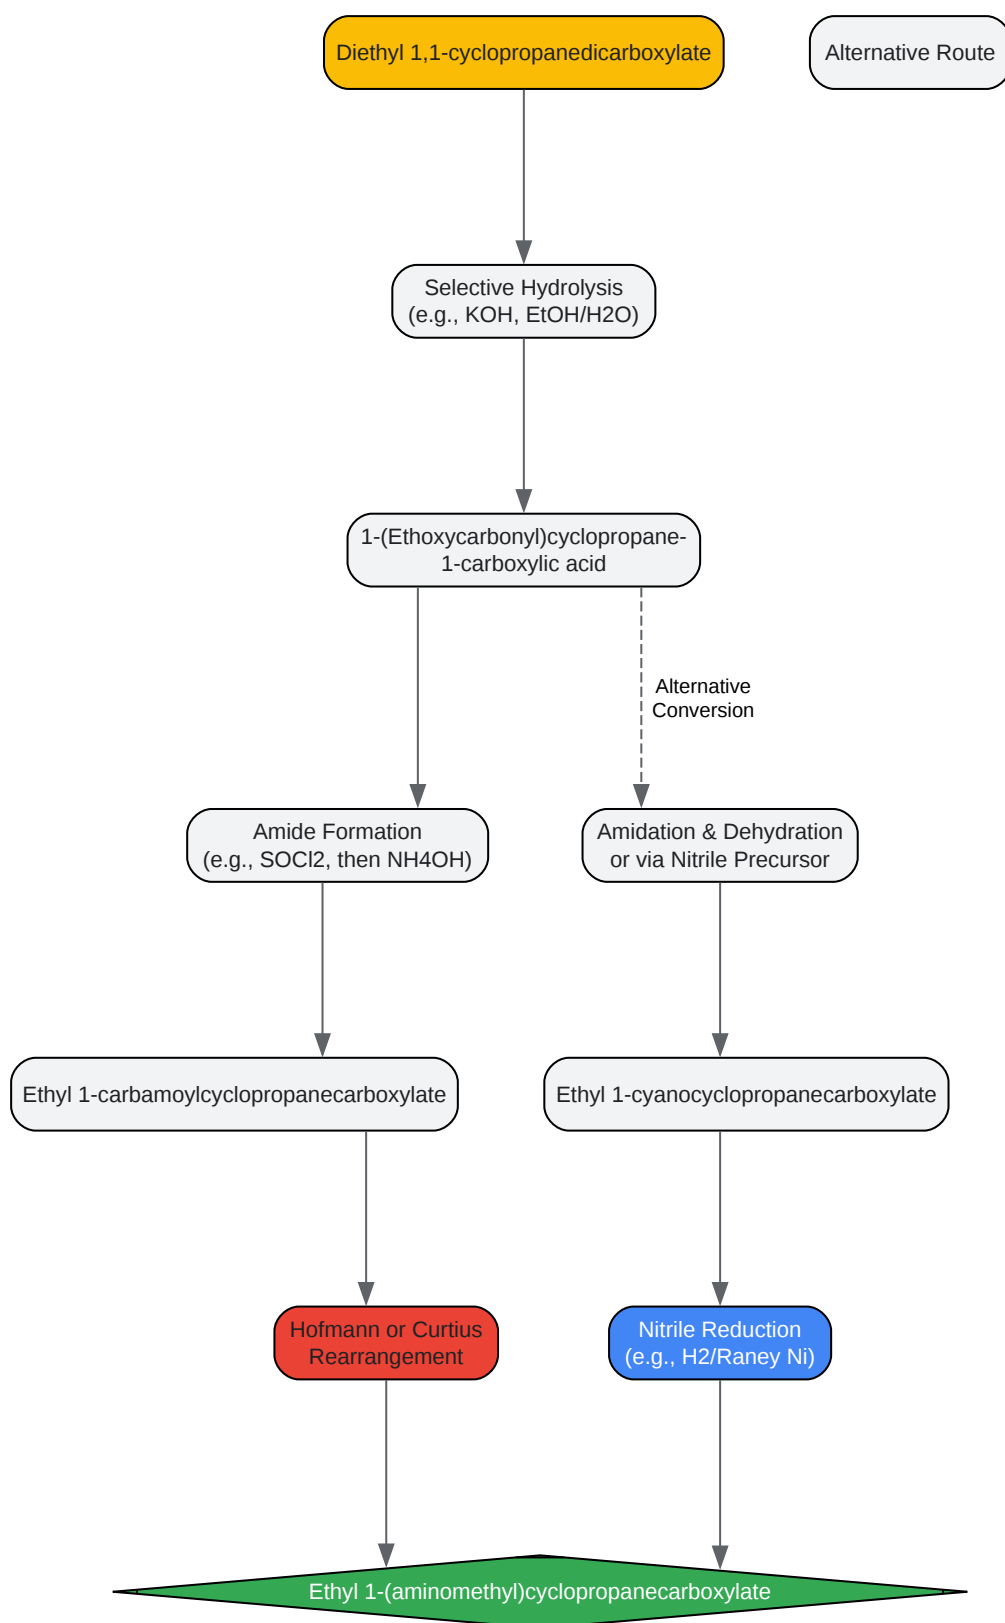 Diethyl 1,1-cyclopropanedicarboxylate
Alternative Route
Selective Hydrolysis
(e.g., KOH, EtOH/H2O)
1-(Ethoxycarbonyl)cyclopropane-
1-carboxylic acid
Alternative
Conversion
Amide Formation
(e.g., SOCl2, then NH4OH)
Amidation & Dehydration
or via Nitrile Precursor
Ethyl 1-carbamoylcyclopropanecarboxylate
Ethyl 1-cyanocyclopropanecarboxylate
Hofmann or Curtius
Rearrangement
Nitrile Reduction
(e.g., H2/Raney Ni)
Ethyl 1-(aminomethyl)cyclopropanecarboxylate